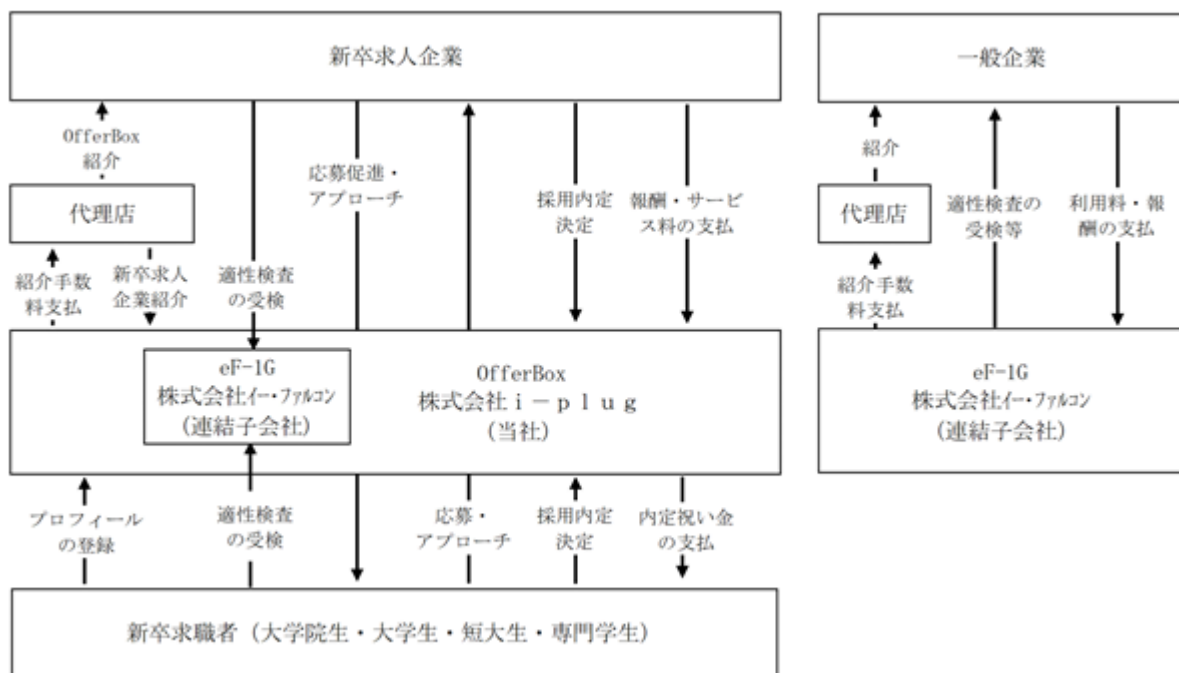 新卒求人企業
一般企業
OfferBox
紹介
応募促進・
アプローチ
採用内定
決定
報酬・サービ
ス料の支払
紹介
代理店
代理店
適性検査の
受検等
利用料・報
酬の支払
紹介手数
料支払
新卒求人
企業紹介
適性検査
の受検
紹介手数
料支払
eF-1G
株式会社ｲｰ・ﾌｧﾙｺﾝ
(連結子会社)
OfferBox
株式会社ｉ－ｐｌｕｇ
(当社)
eF-1G
株式会社ｲｰ・ﾌｧﾙｺﾝ
(連結子会社)
プロフィール
の登録
適性検査
の受検
応募・
アプローチ
採用内定
決定
内定祝い金
の支払
新卒求職者（大学院生・大学生・短大生・専門学生）